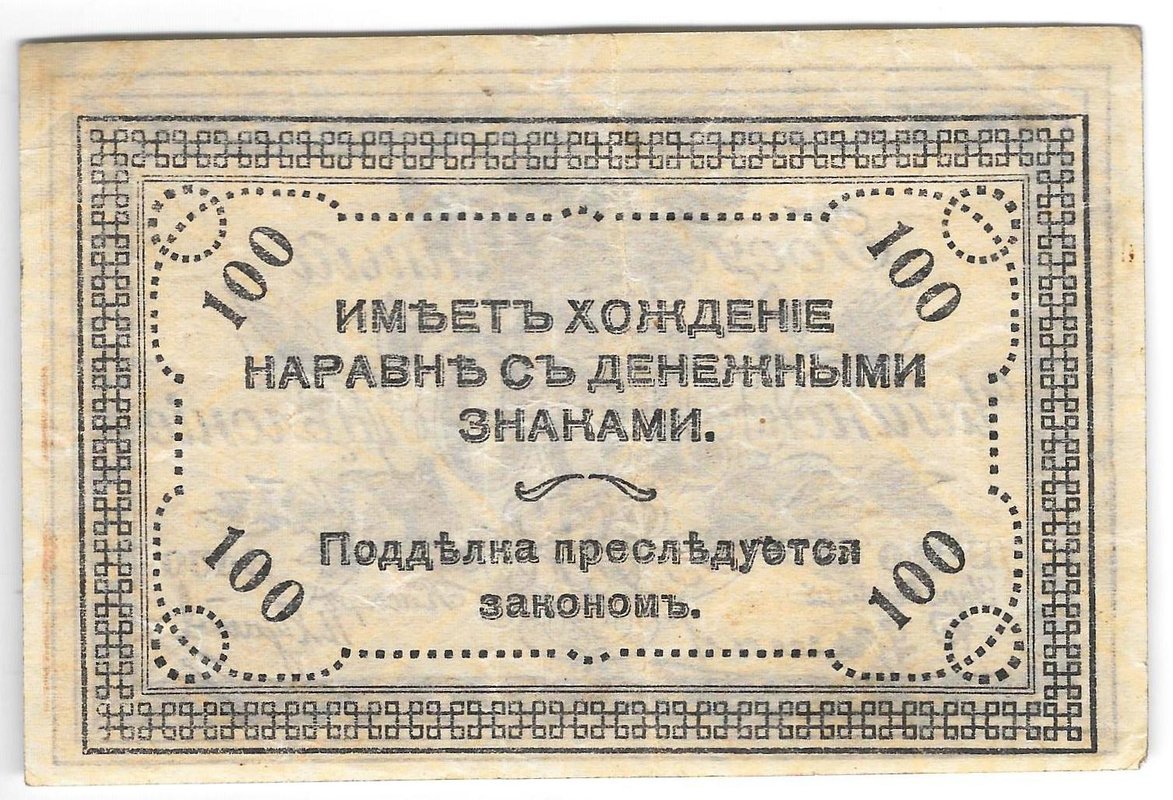 100 100
ИМѢЕТЪ ХОЖДЕНІЕ
НАРАВНѢ СЪ ДЕНЕЖНЫМИ
ЗНАКАМИ.
Поддѣлка преслѣдуется
закономъ.
100 100